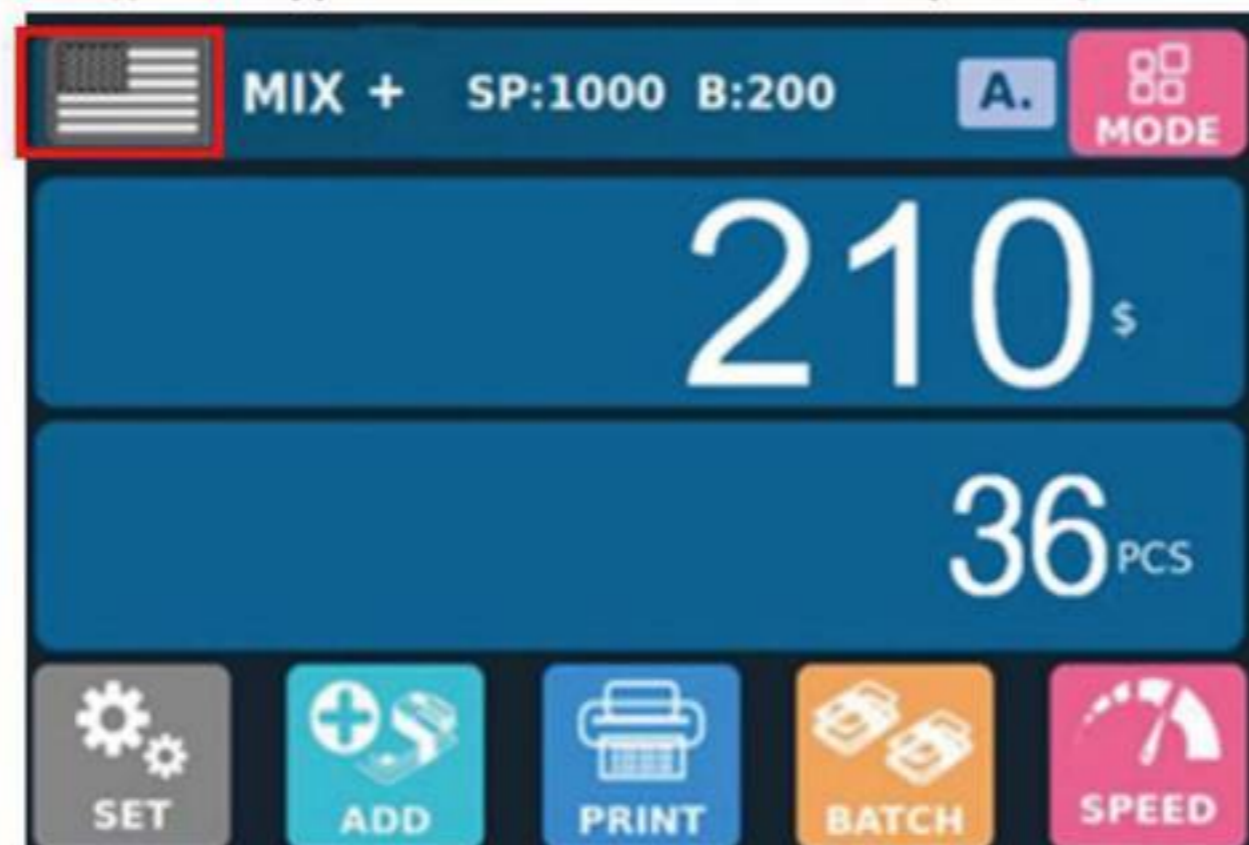 MIX + SP:1000 B:200 A. MODE
210 $
36 PCS
SET ADD PRINT BATCH SPEED